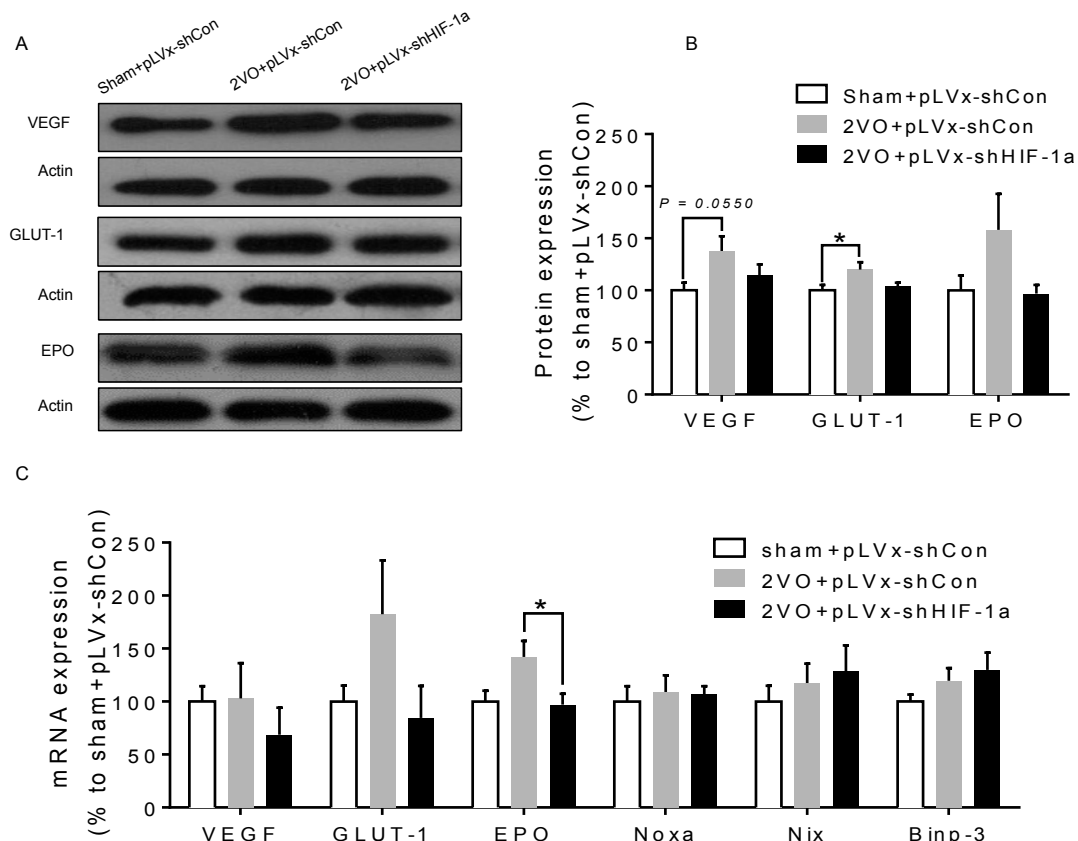 A
Sham+pLVx-shCon
2VO+pLVx-shCon
2VO+pLVx-shHIF-1a
VEGF
Actin
GLUT-1
Actin
EPO
Actin
B
Sham+pLVx-shCon
2VO+pLVx-shCon
2VO+pLVx-shHIF-1a
Protein expression
(% to sham+pLVx-shCon)
250
200
150
100
50
0
P = 0.0550
*
VEGF
GLUT-1
EPO
C
sham+pLVx-shCon
2VO+pLVx-shCon
2VO+pLVx-shHIF-1a
mRNA expression
(% to sham+pLVx-shCon)
250
200
150
100
50
0
*
VEGF
GLUT-1
EPO
Noxa
Nix
Binp-3